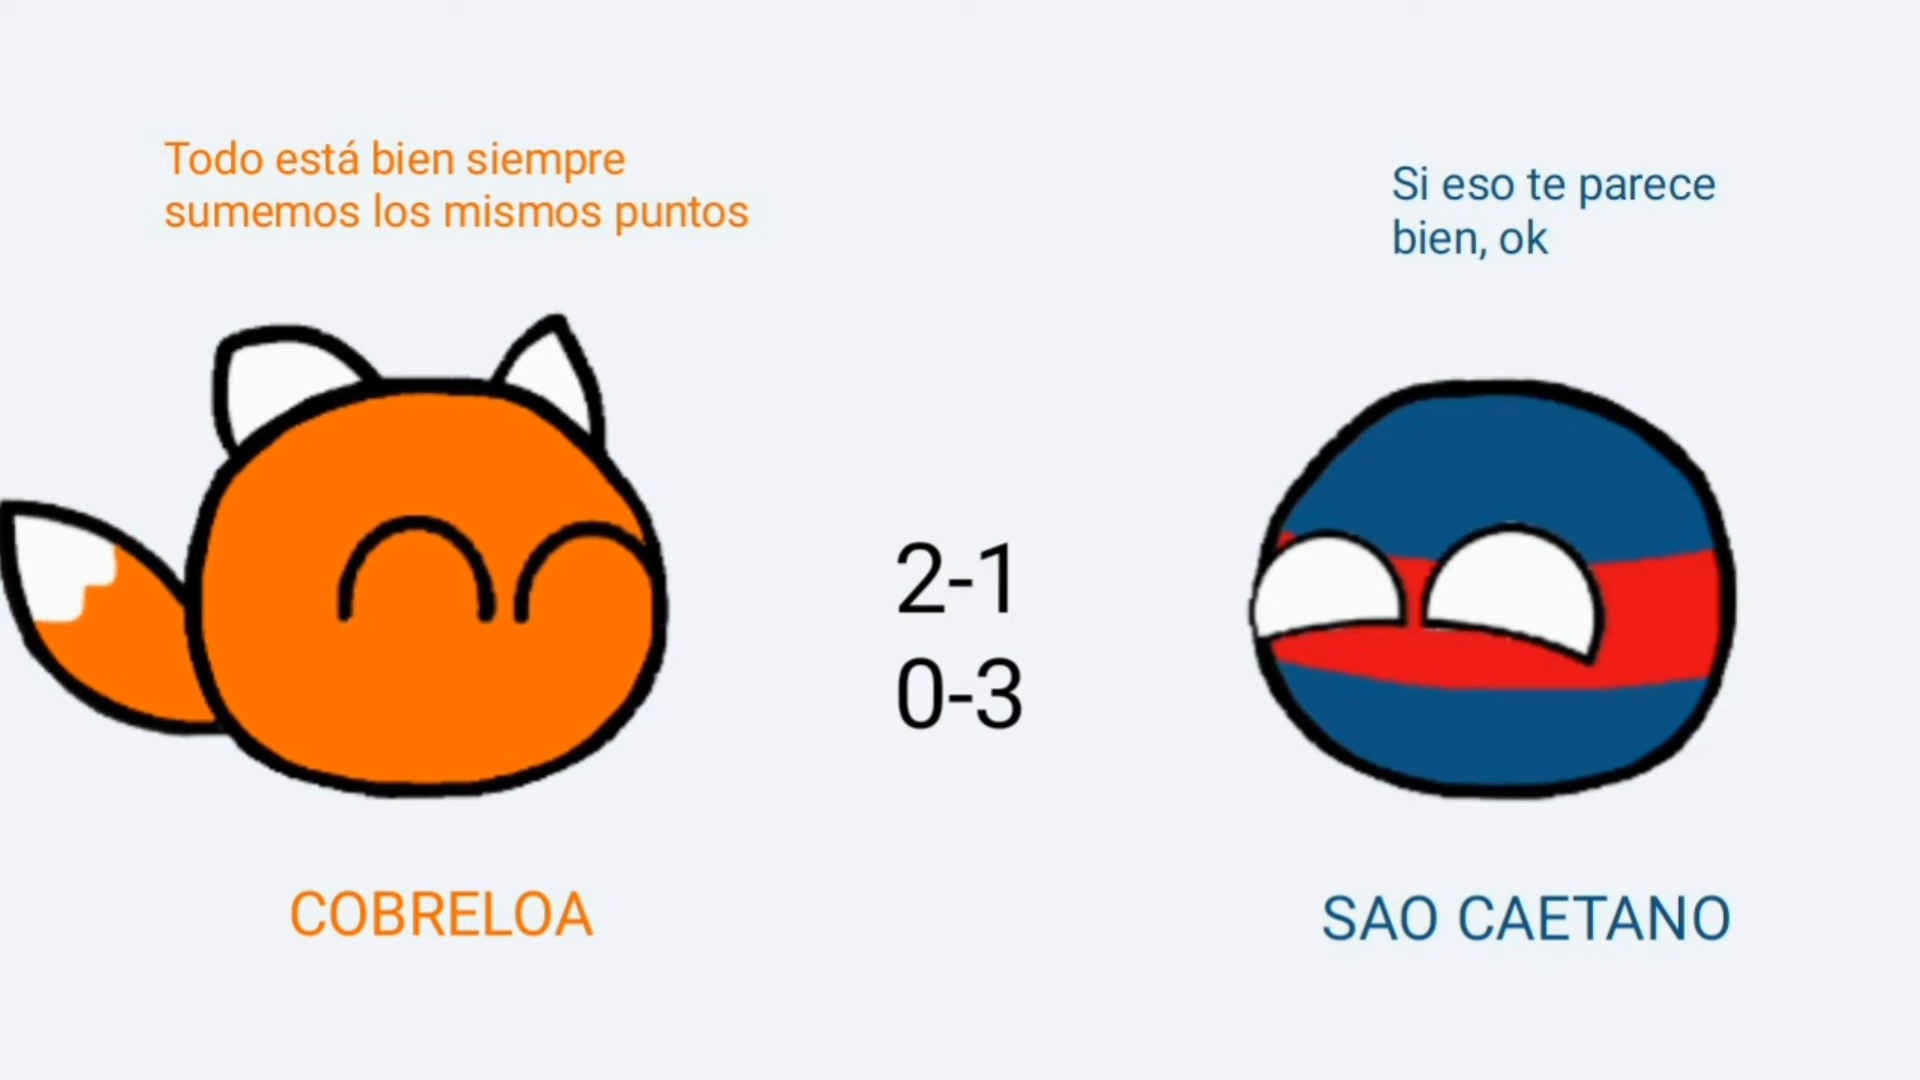 Todo está bien siempre
sumemos los mismos puntos
Si eso te parece
bien, ok
2-1
0-3
COBRELOA
SAO CAETANO